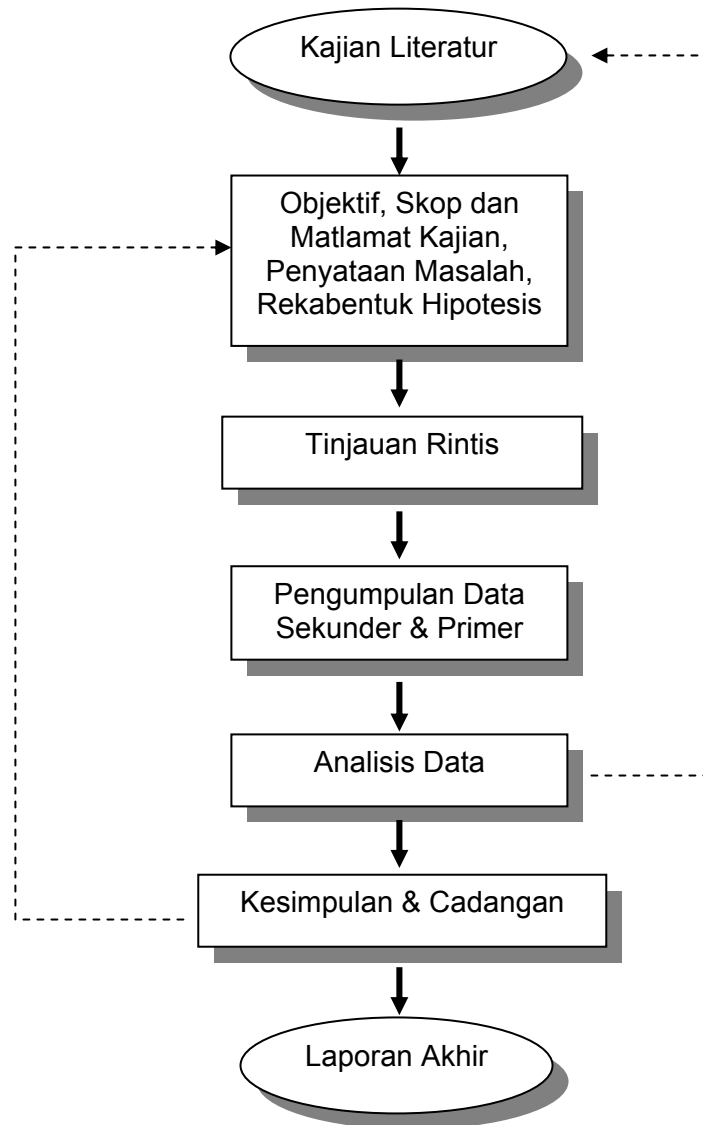 Kajian Literatur
Objektif, Skop dan
Matlamat Kajian,
Penyataan Masalah,
Rekabentuk Hipotesis
Tinjauan Rintis
Pengumpulan Data
Sekunder & Primer
Analisis Data
Kesimpulan & Cadangan
Laporan Akhir